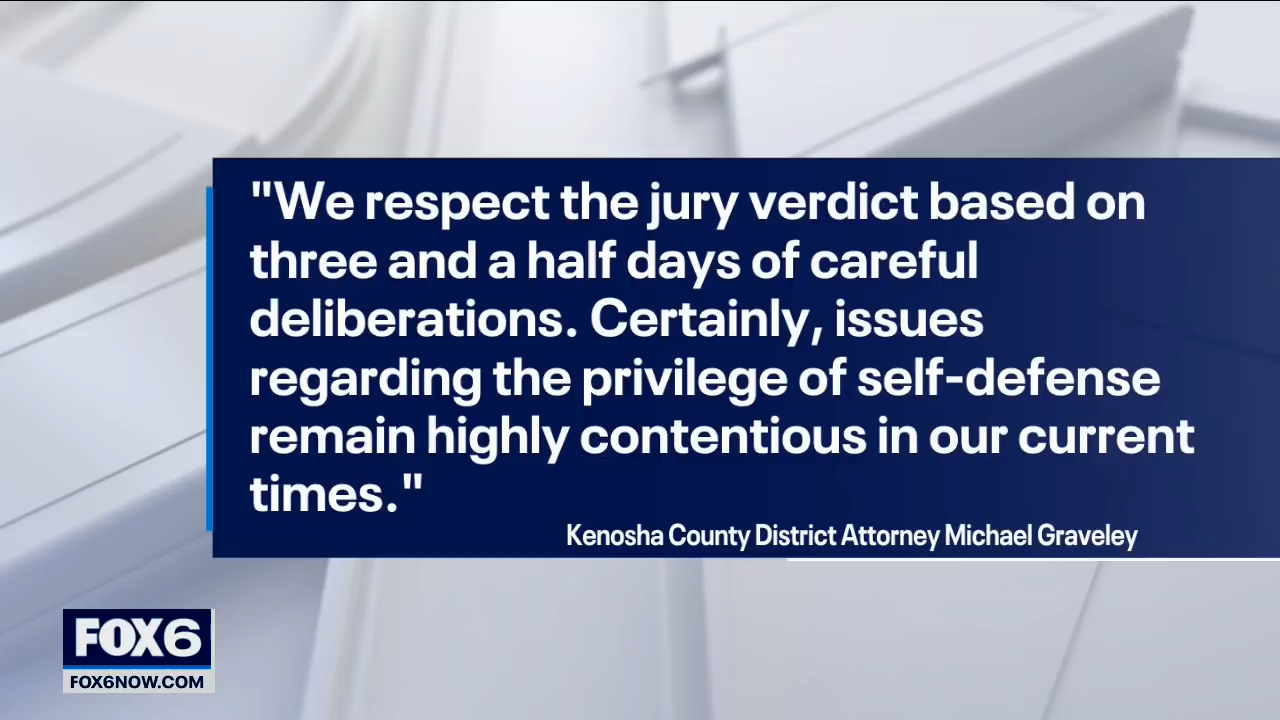 "We respect the jury verdict based on
three and a half days of careful
deliberations. Certainly, issues
regarding the privilege of self-defense
remain highly contentious in our current
times."
Kenosha County District Attorney Michael Graveley
FOX6
FOX6NOW.COM